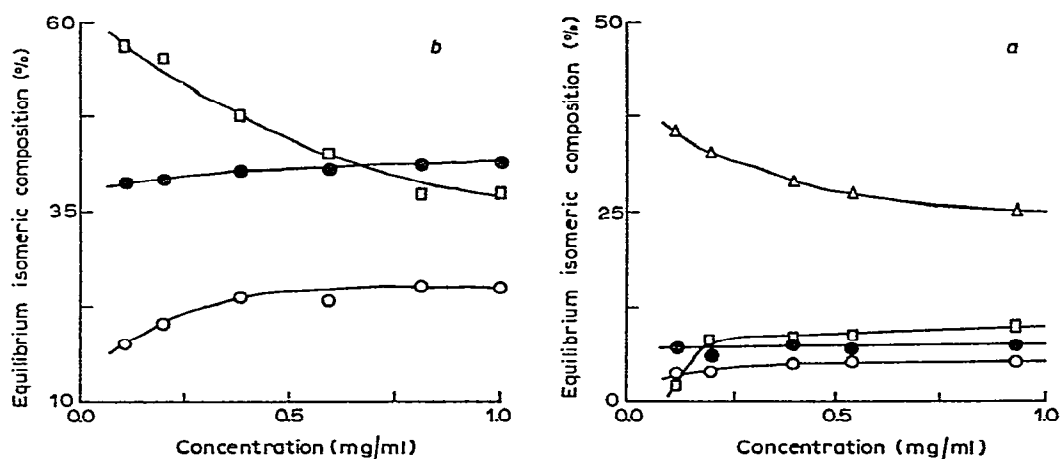 Equilibrium isomeric composition (%)
60
35
10
b
0.0
0.5
1.0
Concentration (mg/ml)
Equilibrium isomeric composition (%)
50
25
0
a
0.0
0.5
1.0
Concentration (mg/ml)